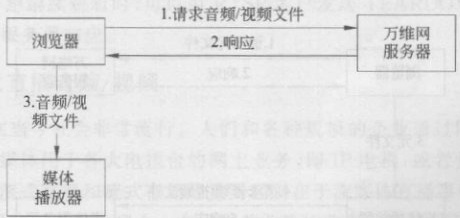 1.请求音频/视频文件
浏览器
2.响应
万维网
服务器
3.音频/视
频文件
媒体
播放器